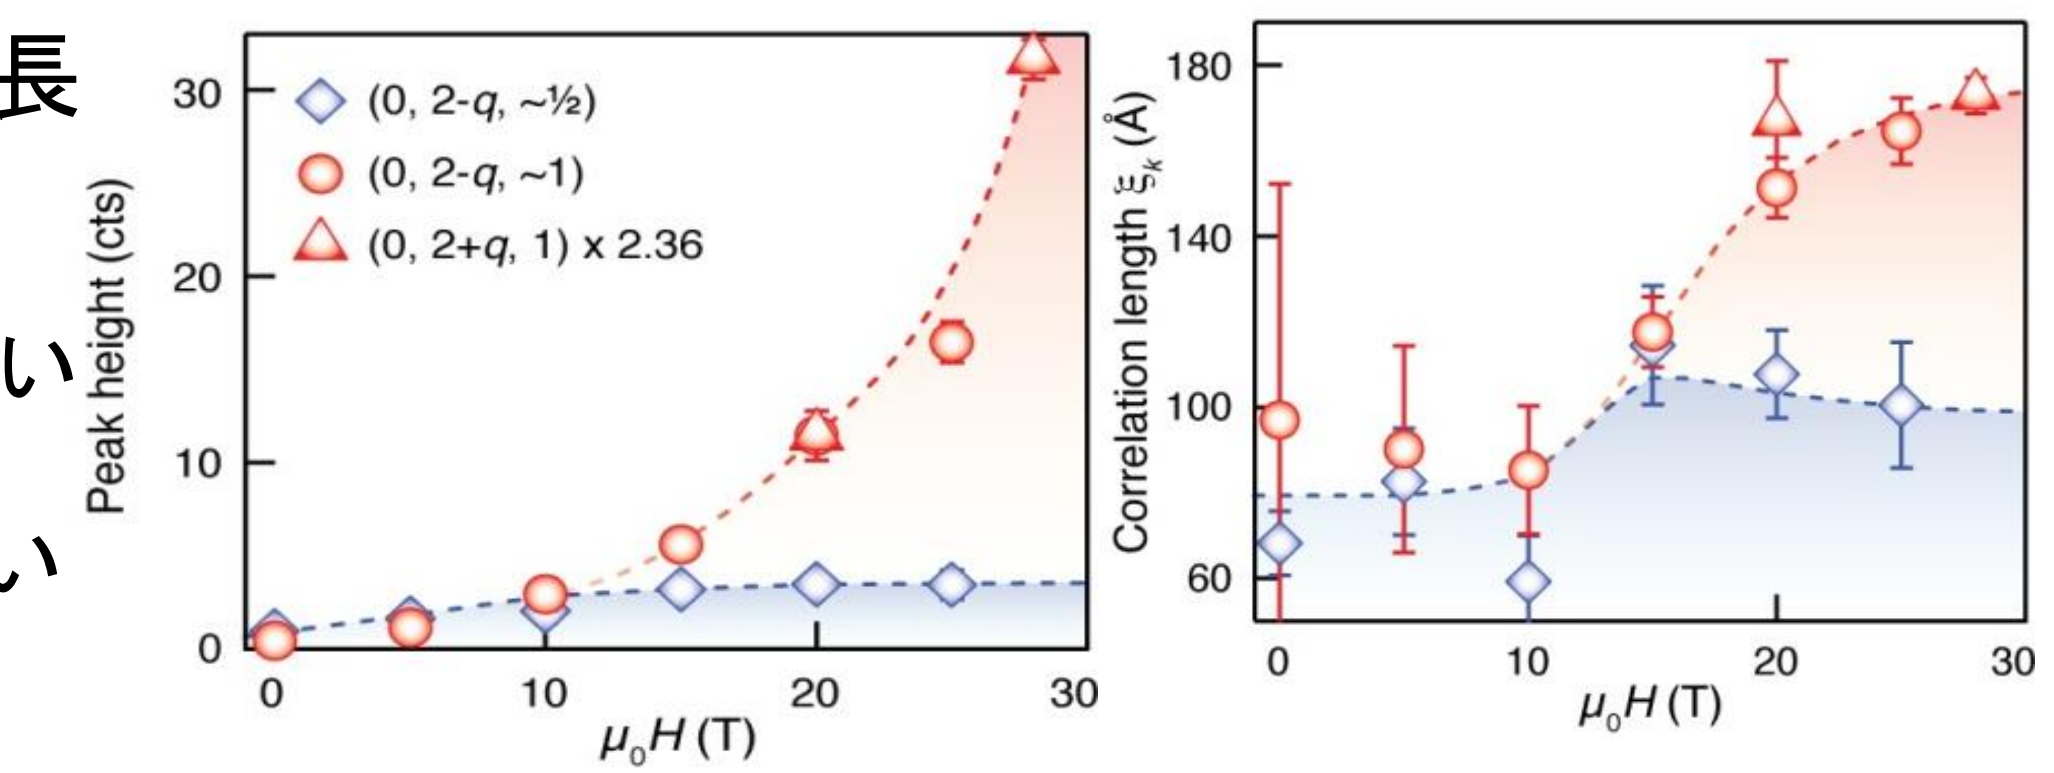 長
い
い
Peak height (cts)
30
20
10
0
(0, 2-q, ~½)
(0, 2-q, ~1)
(0, 2+q, 1) x 2.36
0 10 20 30
μ₀H (T)
Correlation length ξₖ (Å)
180
140
100
60
0 10 20 30
μ₀H (T)